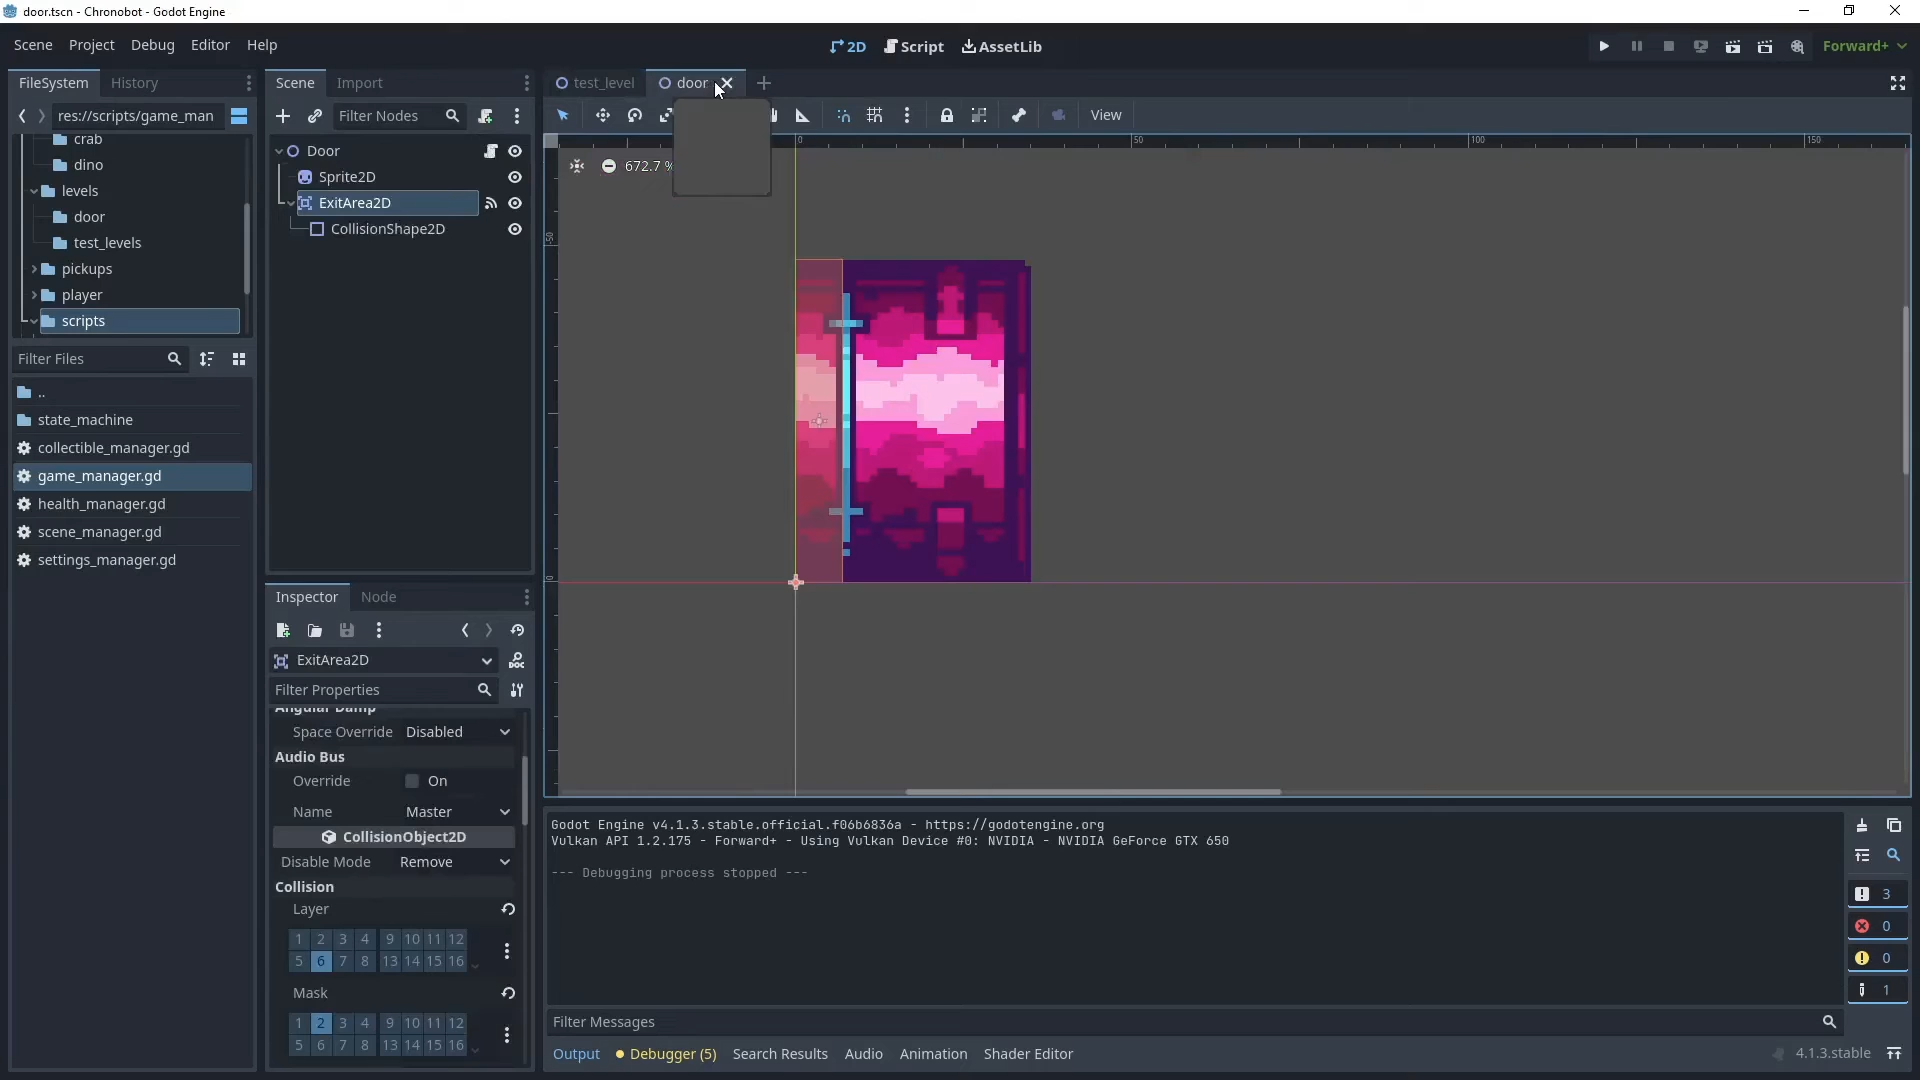 door.tscn - Chronobot - Godot Engine
Scene Project Debug Editor Help
2D Script AssetLib
Forward+
FileSystem History
Scene Import
test_level door
res://scripts/game_man
Filter Nodes
View
0 50 100 150
-50
0
672.7 %
crab
dino
levels
door
test_levels
pickups
player
scripts
Filter Files
..
state_machine
collectible_manager.gd
game_manager.gd
health_manager.gd
scene_manager.gd
settings_manager.gd
Door
Sprite2D
ExitArea2D
CollisionShape2D
Inspector Node
ExitArea2D
Filter Properties
Angular Damp
Space Override Disabled
Audio Bus
Override On
Name Master
CollisionObject2D
Disable Mode Remove
Collision
Layer
1 2 3 4 9 10 11 12
5 6 7 8 13 14 15 16
Mask
1 2 3 4 9 10 11 12
5 6 7 8 13 14 15 16
Godot Engine v4.1.3.stable.official.f06b6836a - https://godotengine.org
Vulkan API 1.2.175 - Forward+ - Using Vulkan Device #0: NVIDIA - NVIDIA GeForce GTX 650
--- Debugging process stopped ---
3
0
0
1
Filter Messages
Output Debugger (5) Search Results Audio Animation Shader Editor
4.1.3.stable